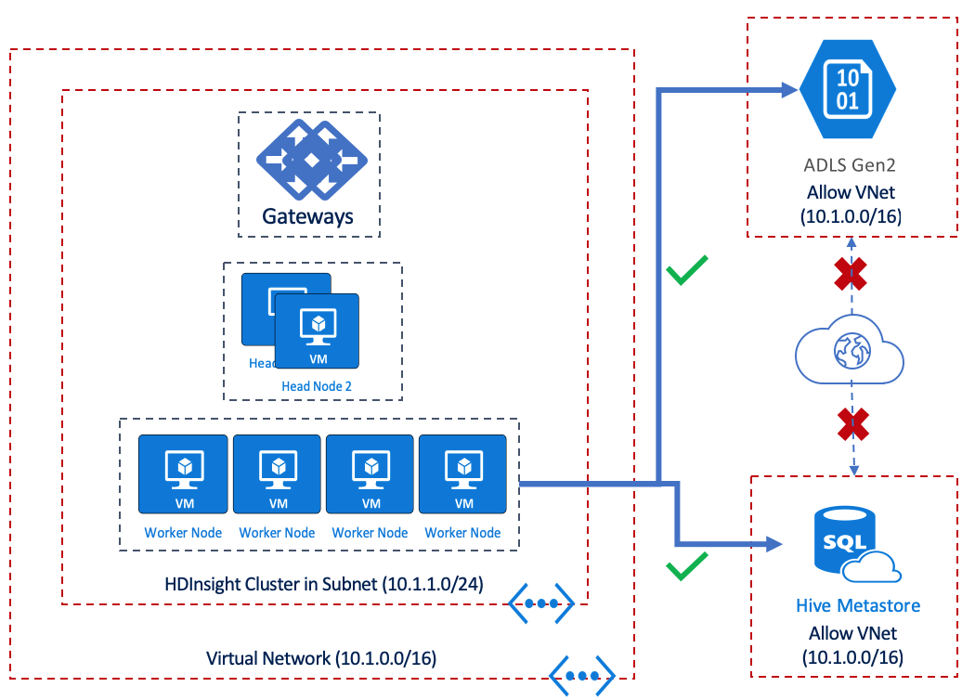 10
01
ADLS Gen2
Allow VNet
(10.1.0.0/16)
Gateways
VM
Head Node 2
VM
VM
VM
VM
Worker Node
Worker Node
Worker Node
Worker Node
HDInsight Cluster in Subnet (10.1.1.0/24)
Virtual Network (10.1.0.0/16)
SQL
Hive Metastore
Allow VNet
(10.1.0.0/16)